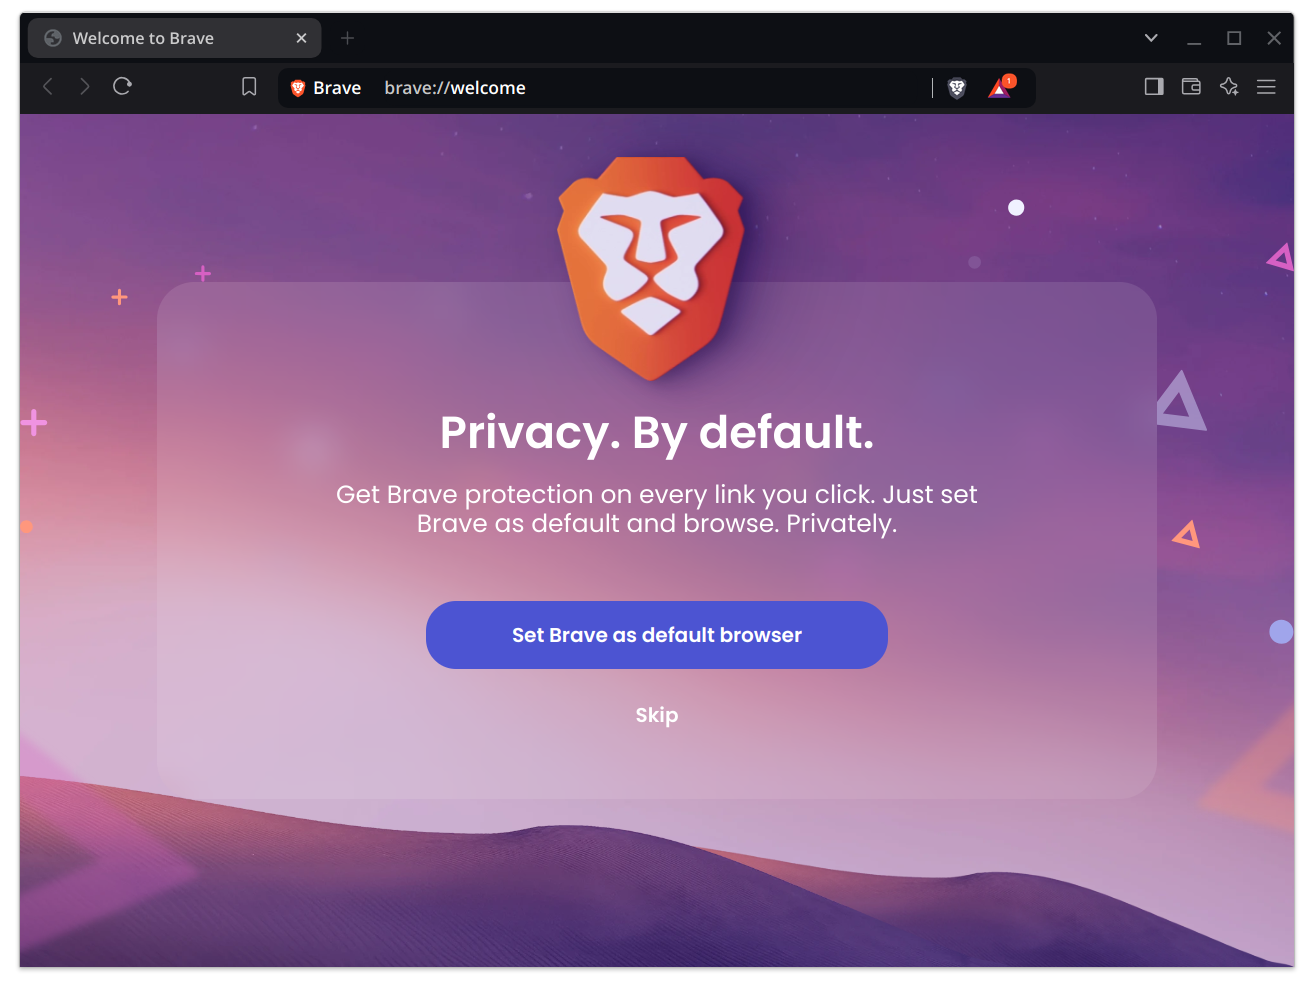 Welcome to Brave
Brave brave://welcome
1
Privacy. By default.
Get Brave protection on every link you click. Just set
Brave as default and browse. Privately.
Set Brave as default browser
Skip